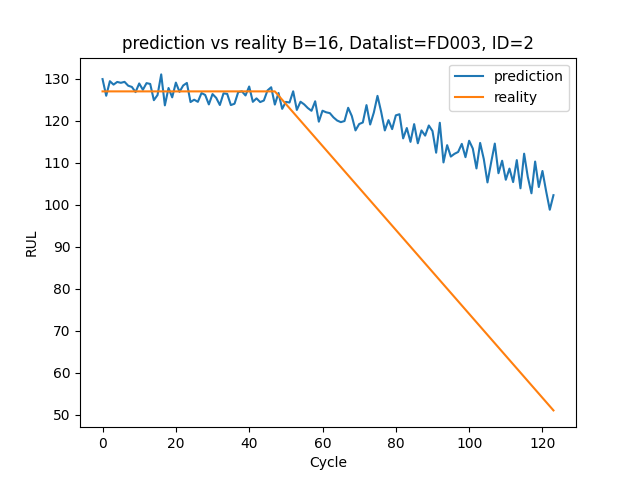 prediction vs reality B=16, Datalist=FD003, ID=2
prediction
reality
130
120
110
100
90
80
70
60
50
RUL
0 20 40 60 80 100 120
Cycle